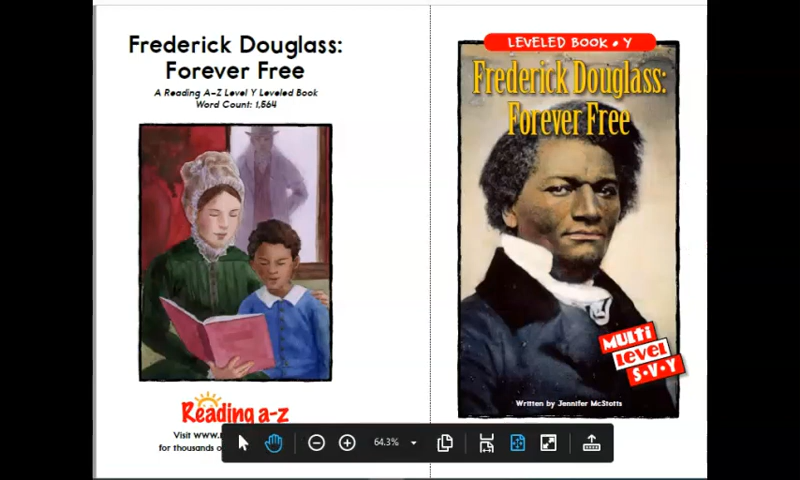 Frederick Douglass:
Forever Free
A Reading A–Z Level Y Leveled Book
Word Count: 1,564
Reading a-z
Visit www.
for thousands o
LEVELED BOOK • Y
Frederick Douglass:
Forever Free
MULTI
LEVEL
S•V•Y
Written by Jennifer McStotts
64.3%